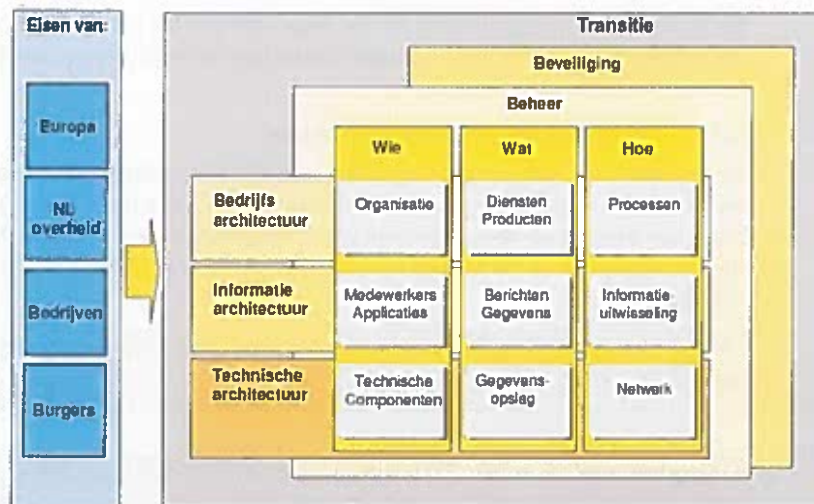 Eisen van:
Europa
NL
overheid
Bedrijven
Burgers
Transitie
Beveiliging
Beheer
Wie
Wat
Hoe
Bedrijfs
architectuur
Organisatie
Diensten
Producten
Processen
Informatie
architectuur
Medewerkers
Applicaties
Berichten
Gegevens
Informatie-
uitwisseling
Technische
architectuur
Technische
Componenten
Gegevens-
opslag
Netwerk